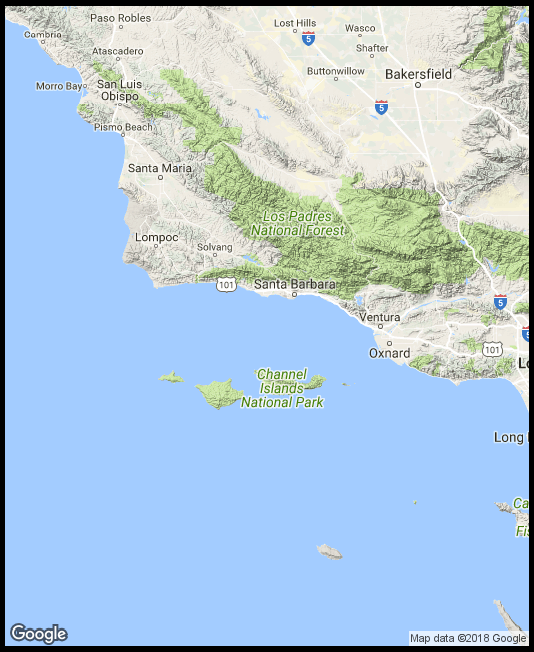 Paso Robles
Lost Hills
Wasco
Cambria
5
Shafter
Atascadero
Buttonwillow
Bakersfield
Morro Bay
San Luis
Obispo
5
Pismo Beach
Santa Maria
Los Padres
National Forest
Lompoc
Solvang
101
Santa Barbara
5
Ventura
5
Oxnard
101
Lo
Channel
Islands
National Park
Long
Ca
Fis
Google
Map data ©2018 Google